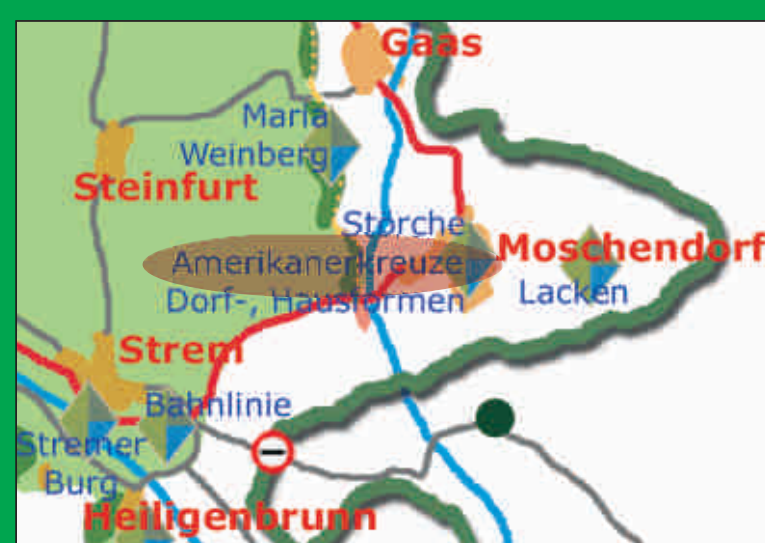 Gaas
Maria
Weinberg
Steinfurt
Störche
Amerikanerkreuze
Moschendorf
Lacken
Dorf-, Hausformen
Strem
Bahnlinie
Stremer
Burg
Heiligenbrunn